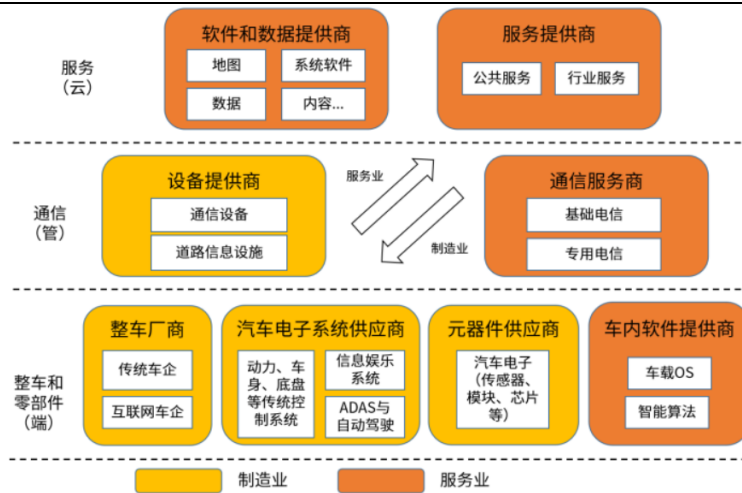 软件和数据提供商
服务提供商
服务
（云）
地图
系统软件
公共服务
行业服务
数据
内容...
设备提供商
服务业
通信服务商
通信
（管）
通信设备
基础电信
道路信息设施
制造业
专用电信
整车厂商
汽车电子系统供应商
元器件供应商
车内软件提供商
整车和
零部件
（端）
传统车企
互联网车企
动力、车
身、底盘
等传统控
制系统
信息娱乐
系统
ADAS与
自动驾驶
汽车电子
（传感器、
模块、芯片
等）
车载OS
智能算法
制造业
服务业